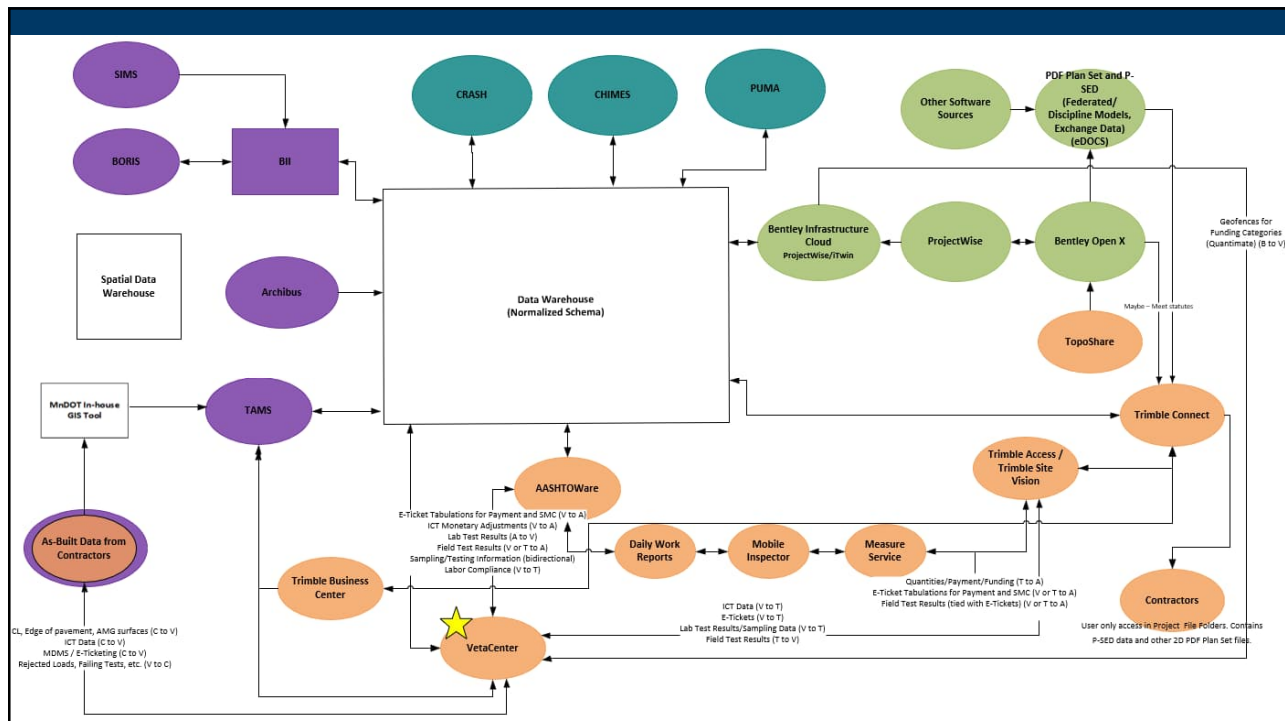 SIMS
CRASH
CHIMES
PUMA
Other Software
Sources
PDF Plan Set and P-
SED
(Federated/
Discipline Models,
Exchange Data)
(eDOCS)
BORIS
BII
Geofences for
Funding Categories
(Quantimate) (B to V)
Bentley Infrastructure
Cloud
ProjectWise/iTwin
ProjectWise
Bentley Open X
Spatial Data
Warehouse
Archibus
Data Warehouse
(Normalized Schema)
Maybe – Meet statutes
TopoShare
MnDOT In-house
GIS Tool
TAMS
Trimble Connect
Trimble Access /
Trimble Site
Vision
AASHTOWare
E-Ticket Tabulations for Payment and SMC (V to A)
ICT Monetary Adjustments (V to A)
Lab Test Results (A to V)
Field Test Results (V or T to A)
Sampling/Testing Information (bidirectional)
Labor Compliance (V to T)
As-Built Data from
Contractors
Daily Work
Reports
Mobile
Inspector
Measure
Service
Trimble Business
Center
Quantities/Payment/Funding (T to A)
E-Ticket Tabulations for Payment and SMC (V or T to A)
Field Test Results (tied with E-Tickets) (V or T to A)
Contractors
User only access in Project File Folders. Contains
P-SED data and other 2D PDF Plan Set files.
ICT Data (V to T)
E-Tickets (V to T)
Lab Test Results/Sampling Data (V to T)
Field Test Results (T to V)
CL, Edge of pavement, AMG surfaces (C to V)
ICT Data (C to V)
MDMS / E-Ticketing (C to V)
Rejected Loads, Failing Tests, etc. (V to C)
VetaCenter